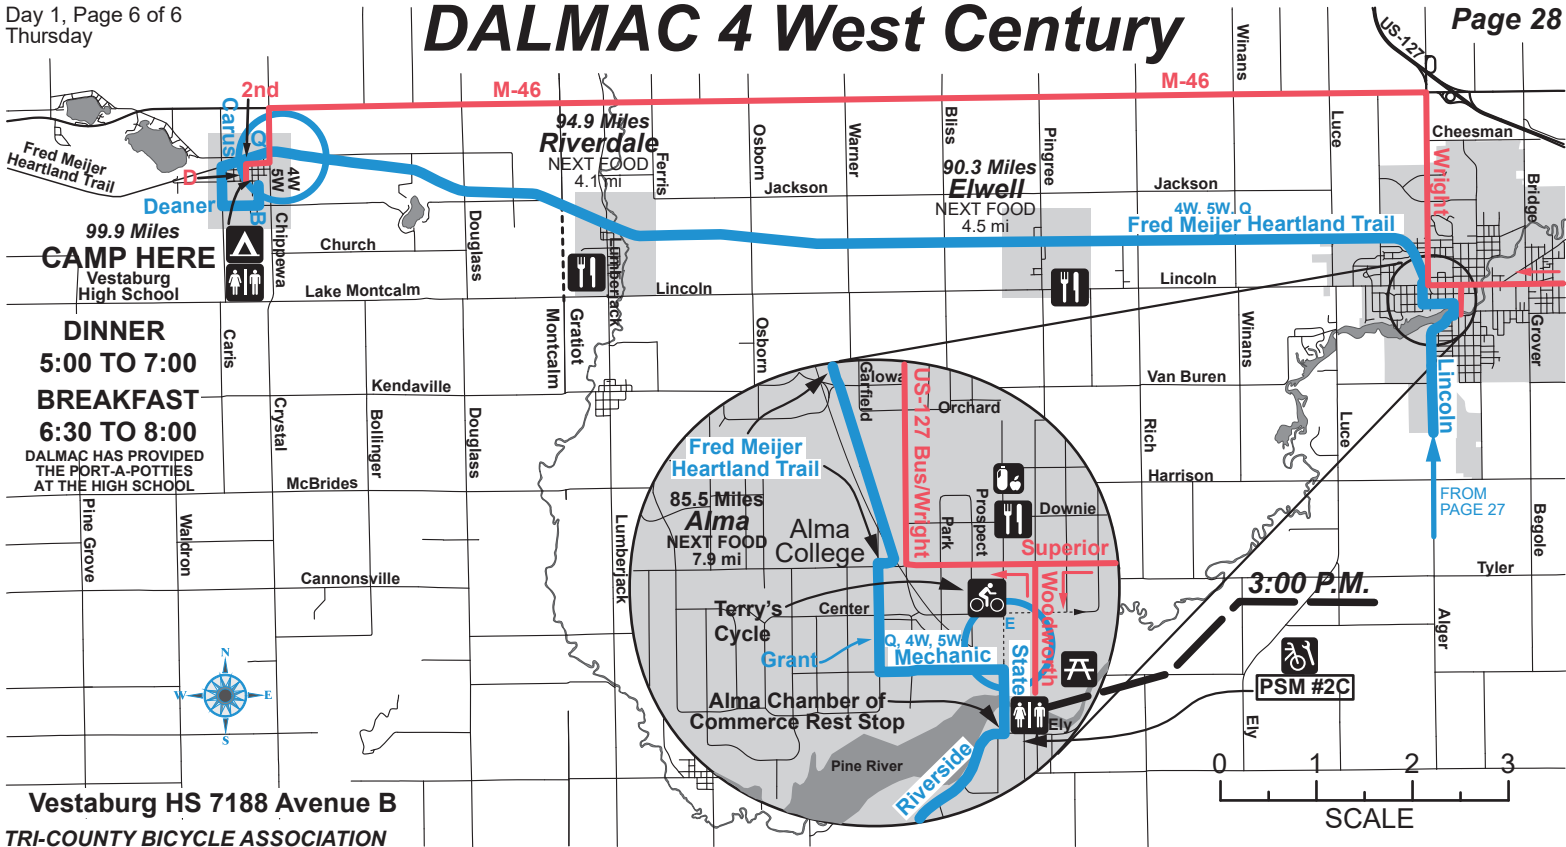 Day 1, Page 6 of 6
Thursday
DALMAC 4 West Century
Page 28
US-127
Winans
2nd
M-46
M-46
Carus
Q
Fred Meijer
Heartland Trail
D
4W
5W
B
Deaner
99.9 Miles
CAMP HERE
Vestaburg
High School
Chippewa
Church
Lake Montcalm
Douglass
94.9 Miles
Riverdale
NEXT FOOD
4.1 mi
Ferris
Lumberjack
Lincoln
Osborn
Jackson
Warner
Bliss
90.3 Miles
Elwell
NEXT FOOD
4.5 mi
Pingree
Jackson
4W, 5W, Q
Fred Meijer Heartland Trail
Lincoln
Luce
Cheesman
Wright
Bridge
Grover
DINNER
5:00 TO 7:00
BREAKFAST
6:30 TO 8:00
DALMAC HAS PROVIDED
THE PORT-A-POTTIES
AT THE HIGH SCHOOL
Caris
Crystal
Kendaville
Bollinger
Douglass
Montcalm
Gratiot
Osborn
Winans
Van Buren
Rich
Luce
Lincoln
Harrison
FROM
PAGE 27
McBrides
Pine Grove
Waldron
Cannonsville
Lumberjack
Garfield
Iowa
US-127 Bus/Wright
Orchard
Fred Meijer
Heartland Trail
85.5 Miles
Alma
NEXT FOOD
7.9 mi
Alma
College
Park
Prospect
Downie
Superior
Woodworth
Terry's
Cycle
Center
E
Grant
Q, 4W, 5W
Mechanic
State
Alma Chamber of
Commerce Rest Stop
Ely
Pine River
Riverside
Begole
Tyler
3:00 P.M.
Alger
PSM #2C
Ely
N
W
E
S
0 1 2 3
SCALE
Vestaburg HS 7188 Avenue B
TRI-COUNTY BICYCLE ASSOCIATION